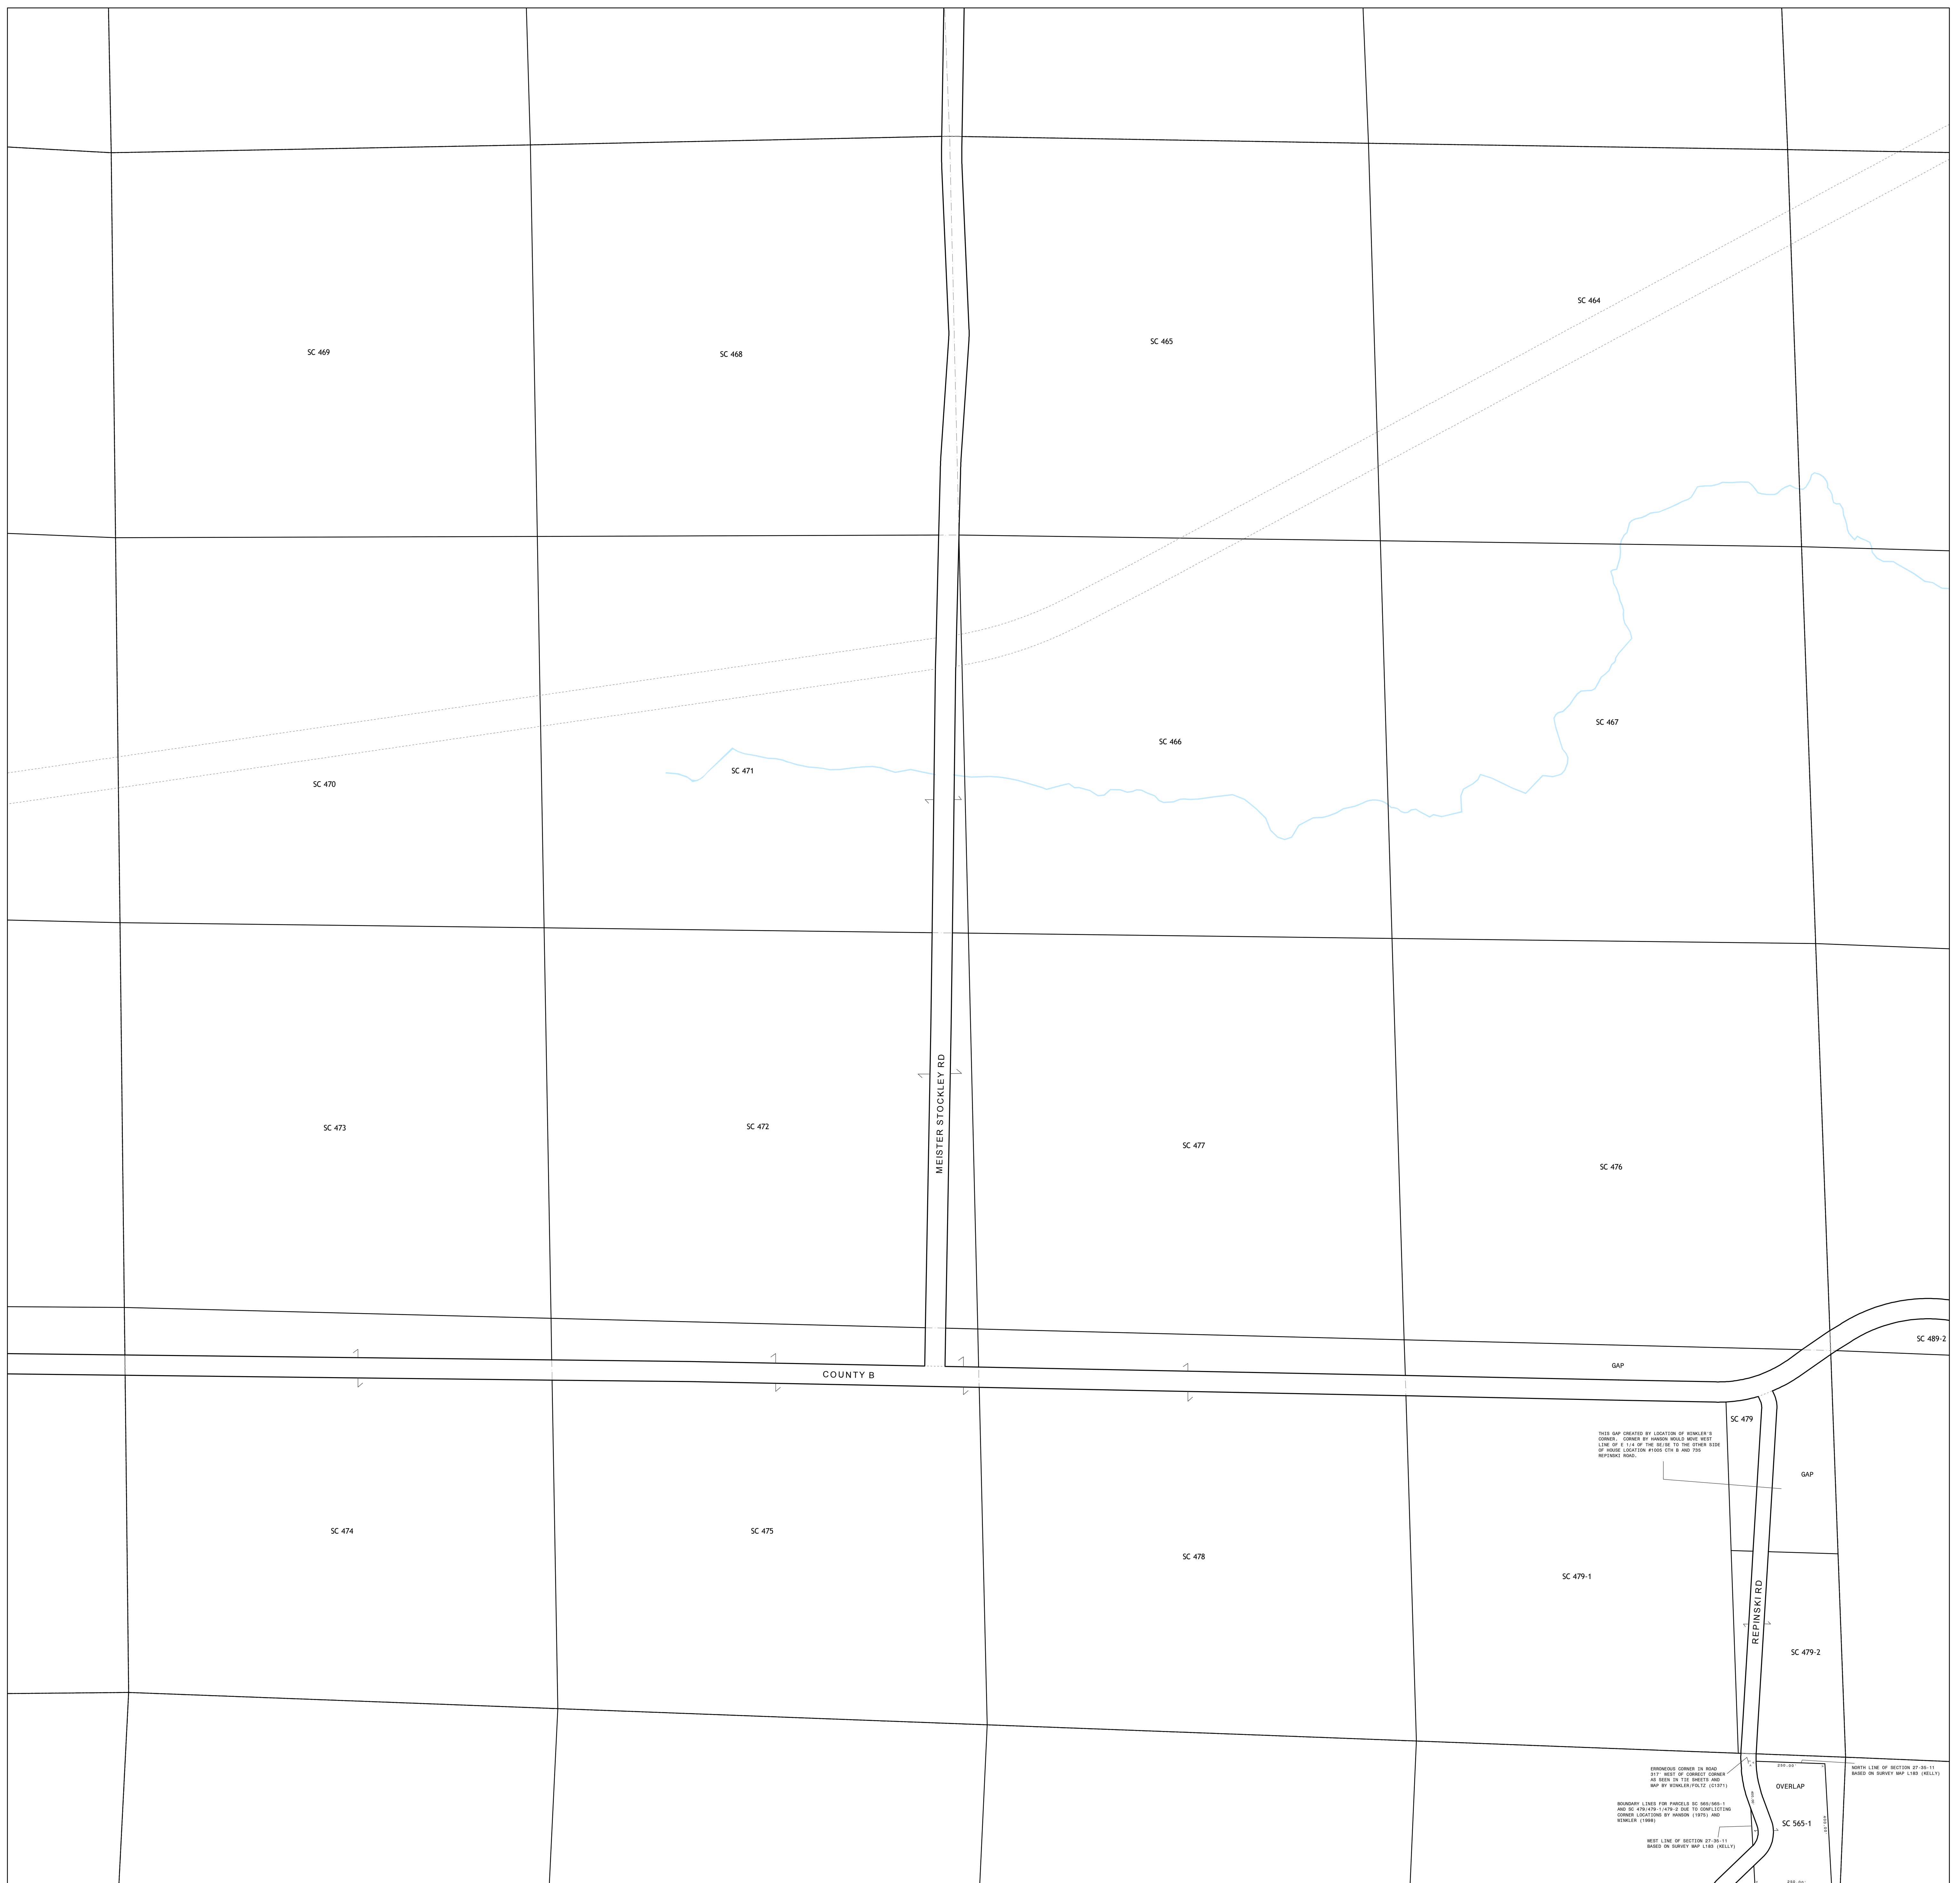 SC 464
SC 465
SC 469
SC 468
SC 467
SC 466
SC 471
SC 470
MEISTER STOCKLEY RD
SC 473
SC 472
SC 477
SC 476
SC 489-2
GAP
COUNTY B
SC 479
THIS GAP CREATED BY LOCATION OF WINKLER'S
CORNER. CORNER BY HANSON WOULD MOVE WEST
LINE OF E 1/4 OF THE SE/SE TO THE OTHER SIDE
OF HOUSE LOCATION #1005 CTH B AND 735
REPINSKI ROAD.
GAP
SC 474
SC 475
SC 478
SC 479-1
REPINSKI RD
SC 479-2
ERRONEOUS CORNER IN ROAD
317' WEST OF CORRECT CORNER
AS SEEN IN TIE SHEETS AND
MAP BY WINKLER/FOLTZ (C1371)
250.00'
NORTH LINE OF SECTION 27-35-11
BASED ON SURVEY MAP L183 (KELLY)
OVERLAP
BOUNDARY LINES FOR PARCELS SC 565/565-1
AND SC 479/479-1/479-2 DUE TO CONFLICTING
CORNER LOCATIONS BY HANSON (1975) AND
WINKLER (1998)
SC 565-1
WEST LINE OF SECTION 27-35-11
BASED ON SURVEY MAP L183 (KELLY)